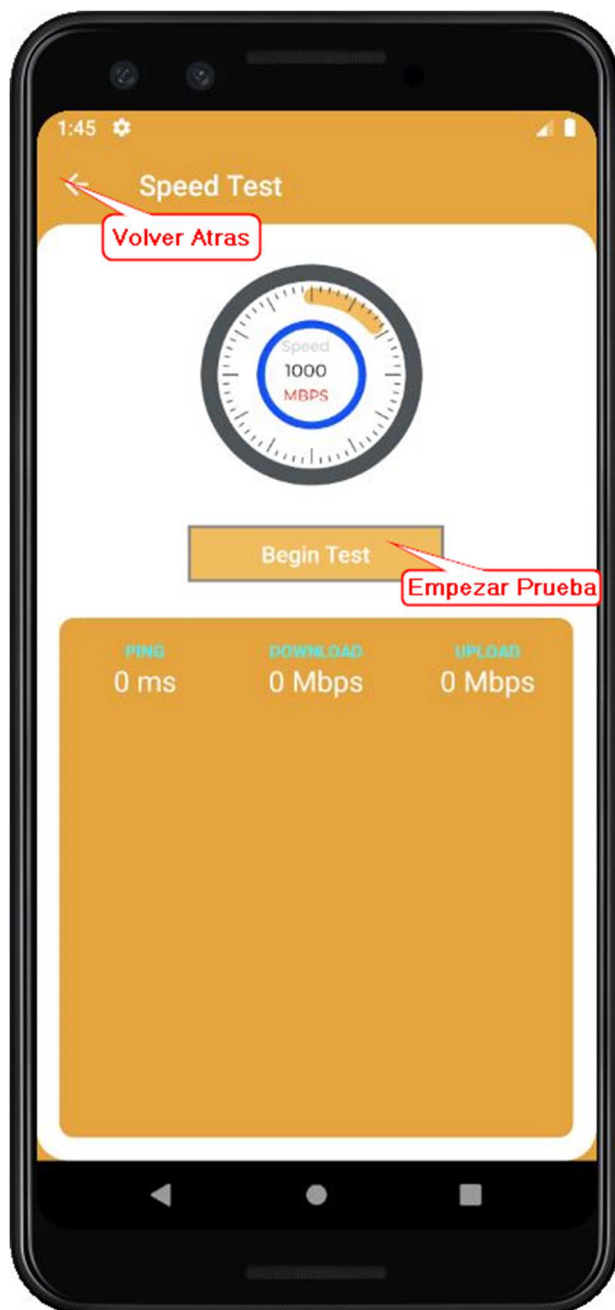 1:45
Speed Test
Volver Atras
Speed
1000
MBPS
Begin Test
Empezar Prueba
PING DOWNLOAD UPLOAD
0 ms 0 Mbps 0 Mbps